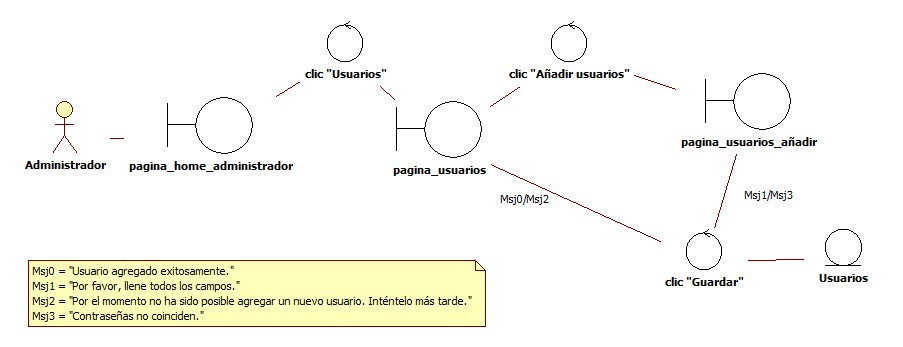 clic "Usuarios"
clic "Añadir usuarios"
Administrador
pagina_home_administrador
pagina_usuarios
pagina_usuarios_añadir
Msj0/Msj2
Msj1/Msj3
clic "Guardar"
Usuarios
Msj0 = "Usuario agregado exitosamente."
Msj1 = "Por favor, llene todos los campos."
Msj2 = "Por el momento no ha sido posible agregar un nuevo usuario. Inténtelo más tarde."
Msj3 = "Contraseñas no coinciden."